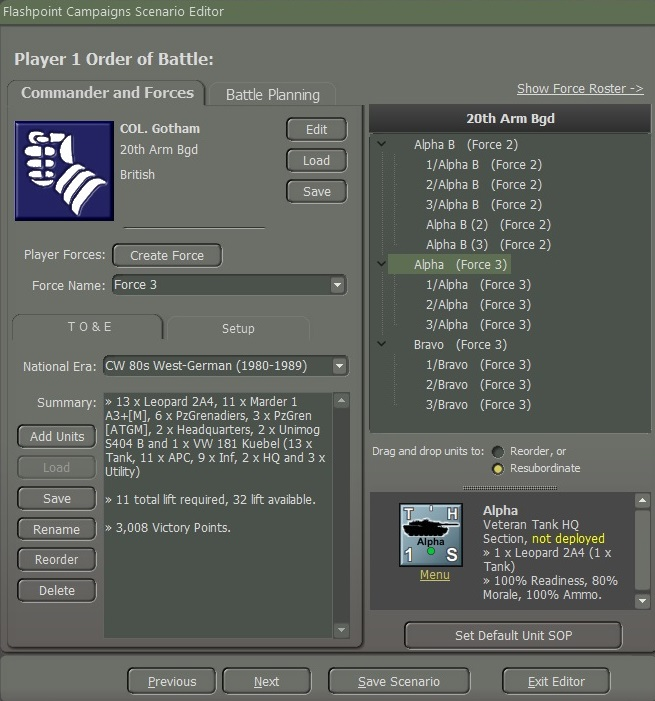 Flashpoint Campaigns Scenario Editor
Player 1 Order of Battle:
Commander and Forces
Battle Planning
Show Force Roster ->
COL. Gotham
20th Arm Bgd
British
Edit
Load
Save
Player Forces:
Create Force
Force Name:
Force 3
T O & E
Setup
National Era:
CW 80s West-German (1980-1989)
Summary:
» 13 x Leopard 2A4, 11 x Marder 1
A3+[M], 6 x PzGrenadiers, 3 x PzGren
[ATGM], 2 x Headquarters, 2 x Unimog
S404 B and 1 x VW 181 Kuebel (13 x
Tank, 11 x APC, 9 x Inf, 2 x HQ and 3 x
Utility)
» 11 total lift required, 32 lift available.
» 3,008 Victory Points.
Add Units
Load
Save
Rename
Reorder
Delete
20th Arm Bgd
Alpha B (Force 2)
1/Alpha B (Force 2)
2/Alpha B (Force 2)
3/Alpha B (Force 2)
Alpha B (2) (Force 2)
Alpha B (3) (Force 2)
Alpha (Force 3)
1/Alpha (Force 3)
2/Alpha (Force 3)
3/Alpha (Force 3)
Bravo (Force 3)
1/Bravo (Force 3)
2/Bravo (Force 3)
3/Bravo (Force 3)
Drag and drop units to:
Reorder, or
Resubordinate
T H
Alpha
1 S
Menu
Alpha
Veteran Tank HQ
Section, not deployed
» 1 x Leopard 2A4 (1 x
Tank)
» 100% Readiness, 80%
Morale, 100% Ammo.
Set Default Unit SOP
Previous
Next
Save Scenario
Exit Editor